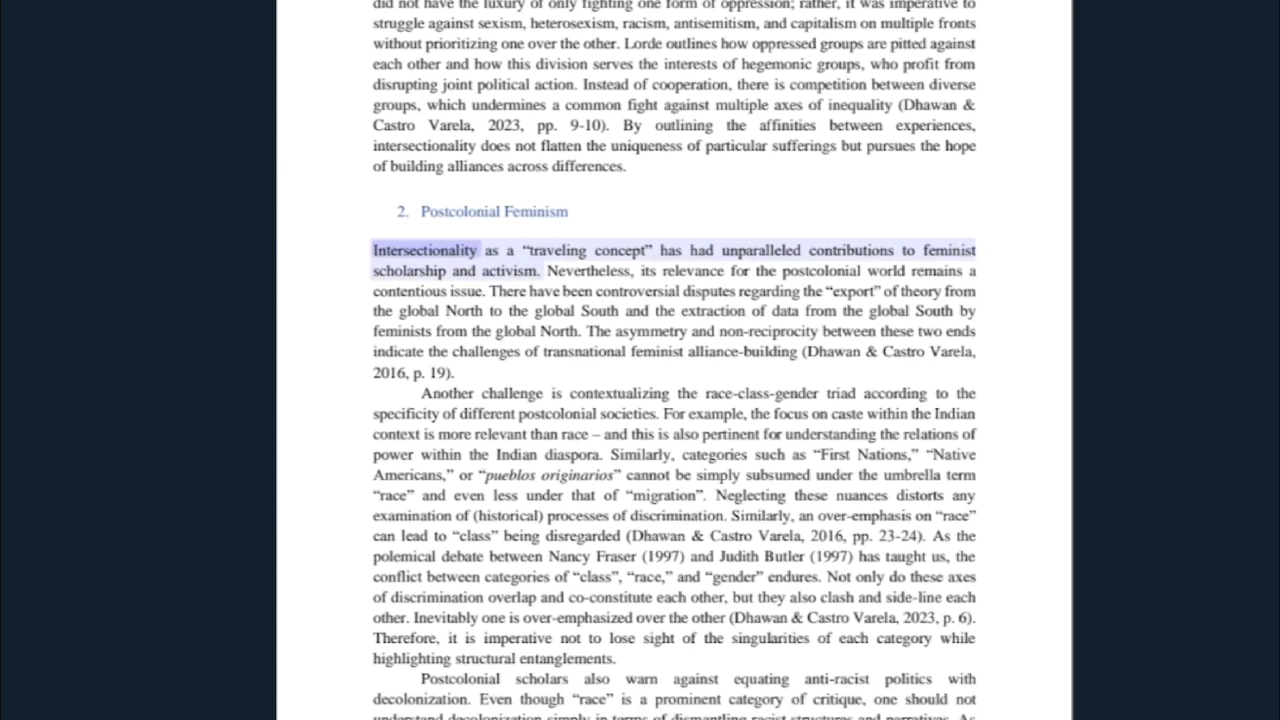 did not have the luxury of only fighting one form of oppression; rather, it was imperative to
struggle against sexism, heterosexism, racism, antisemitism, and capitalism on multiple fronts
without prioritizing one over the other. Lorde outlines how oppressed groups are pitted against
each other and how this division serves the interests of hegemonic groups, who profit from
disrupting joint political action. Instead of cooperation, there is competition between diverse
groups, which undermines a common fight against multiple axes of inequality (Dhawan &
Castro Varela, 2023, pp. 9-10). By outlining the affinities between experiences,
intersectionality does not flatten the uniqueness of particular sufferings but pursues the hope
of building alliances across differences.
2. Postcolonial Feminism
Intersectionality as a “traveling concept” has had unparalleled contributions to feminist
scholarship and activism. Nevertheless, its relevance for the postcolonial world remains a
contentious issue. There have been controversial disputes regarding the “export” of theory from
the global North to the global South and the extraction of data from the global South by
feminists from the global North. The asymmetry and non-reciprocity between these two ends
indicate the challenges of transnational feminist alliance-building (Dhawan & Castro Varela,
2016, p. 19).
Another challenge is contextualizing the race-class-gender triad according to the
specificity of different postcolonial societies. For example, the focus on caste within the Indian
context is more relevant than race – and this is also pertinent for understanding the relations of
power within the Indian diaspora. Similarly, categories such as “First Nations,” “Native
Americans,” or “pueblos originarios” cannot be simply subsumed under the umbrella term
“race” and even less under that of “migration”. Neglecting these nuances distorts any
examination of (historical) processes of discrimination. Similarly, an over-emphasis on “race”
can lead to “class” being disregarded (Dhawan & Castro Varela, 2016, pp. 23-24). As the
polemical debate between Nancy Fraser (1997) and Judith Butler (1997) has taught us, the
conflict between categories of “class”, “race,” and “gender” endures. Not only do these axes
of discrimination overlap and co-constitute each other, but they also clash and side-line each
other. Inevitably one is over-emphasized over the other (Dhawan & Castro Varela, 2023, p. 6).
Therefore, it is imperative not to lose sight of the singularities of each category while
highlighting structural entanglements.
Postcolonial scholars also warn against equating anti-racist politics with
decolonization. Even though “race” is a prominent category of critique, one should not
understand decolonization simply in terms of dismantling racist structures and narratives. As